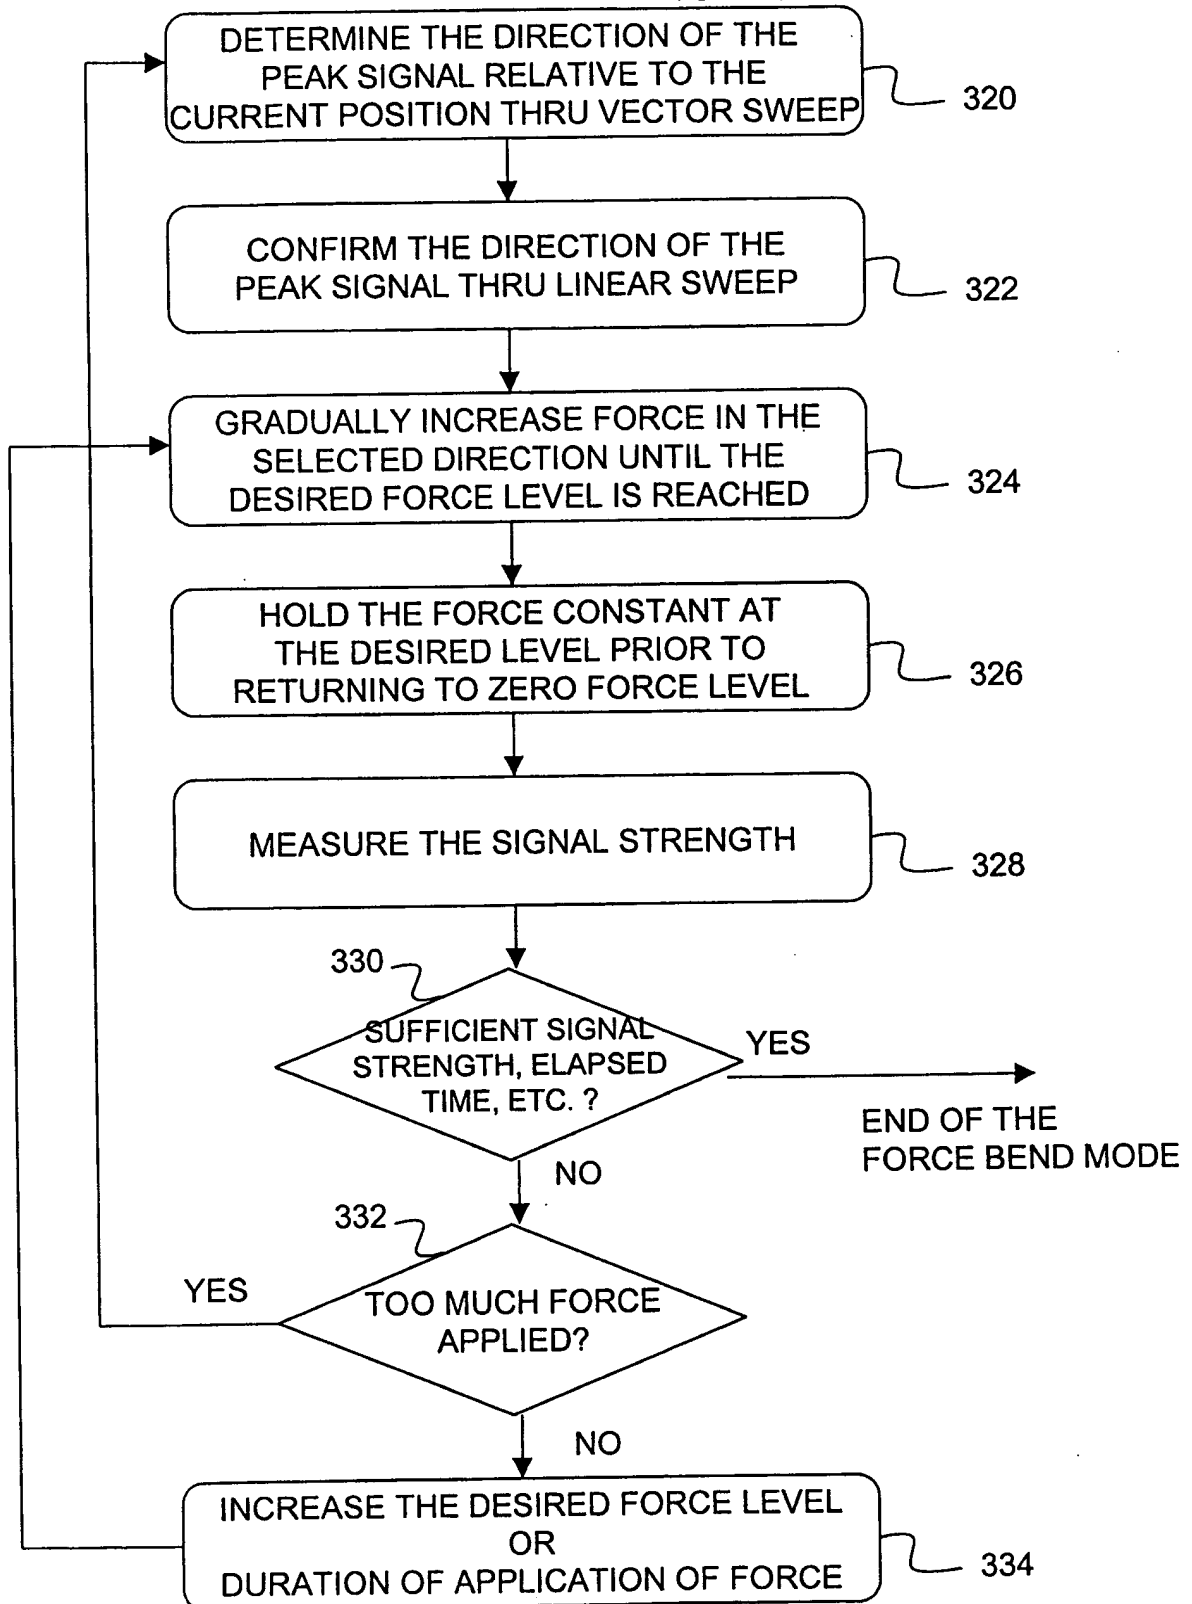 DETERMINE THE DIRECTION OF THE
PEAK SIGNAL RELATIVE TO THE
CURRENT POSITION THRU VECTOR SWEEP
320
CONFIRM THE DIRECTION OF THE
PEAK SIGNAL THRU LINEAR SWEEP
322
GRADUALLY INCREASE FORCE IN THE
SELECTED DIRECTION UNTIL THE
DESIRED FORCE LEVEL IS REACHED
324
HOLD THE FORCE CONSTANT AT
THE DESIRED LEVEL PRIOR TO
RETURNING TO ZERO FORCE LEVEL
326
MEASURE THE SIGNAL STRENGTH
328
330
SUFFICIENT SIGNAL
STRENGTH, ELAPSED
TIME, ETC. ?
YES
END OF THE
FORCE BEND MODE
NO
332
YES
TOO MUCH FORCE
APPLIED?
NO
INCREASE THE DESIRED FORCE LEVEL
OR
DURATION OF APPLICATION OF FORCE
334